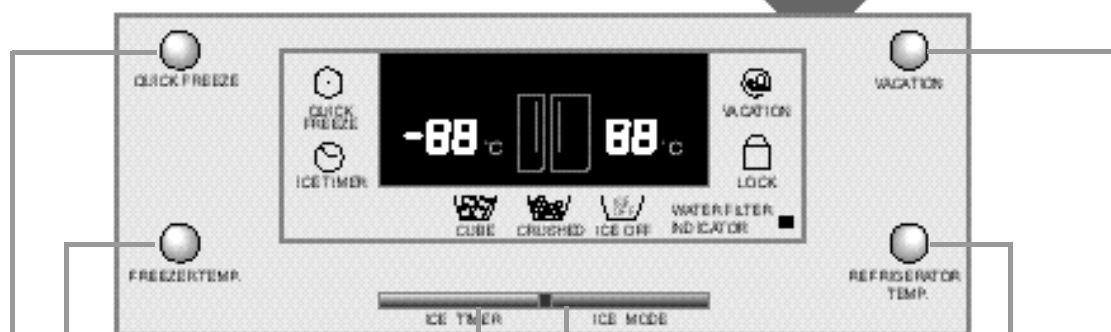 QUICK FREEZE
VACATION
QUICK
FREEZE
ICE TIMER
-88 °C
88 °C
VACATION
LOCK
CUBE
CRUSHED
ICE OFF
WATER FILTER
INDICATOR
FREEZER TEMP.
REFRIGERATOR
TEMP.
ICE TIMER
ICE MODE